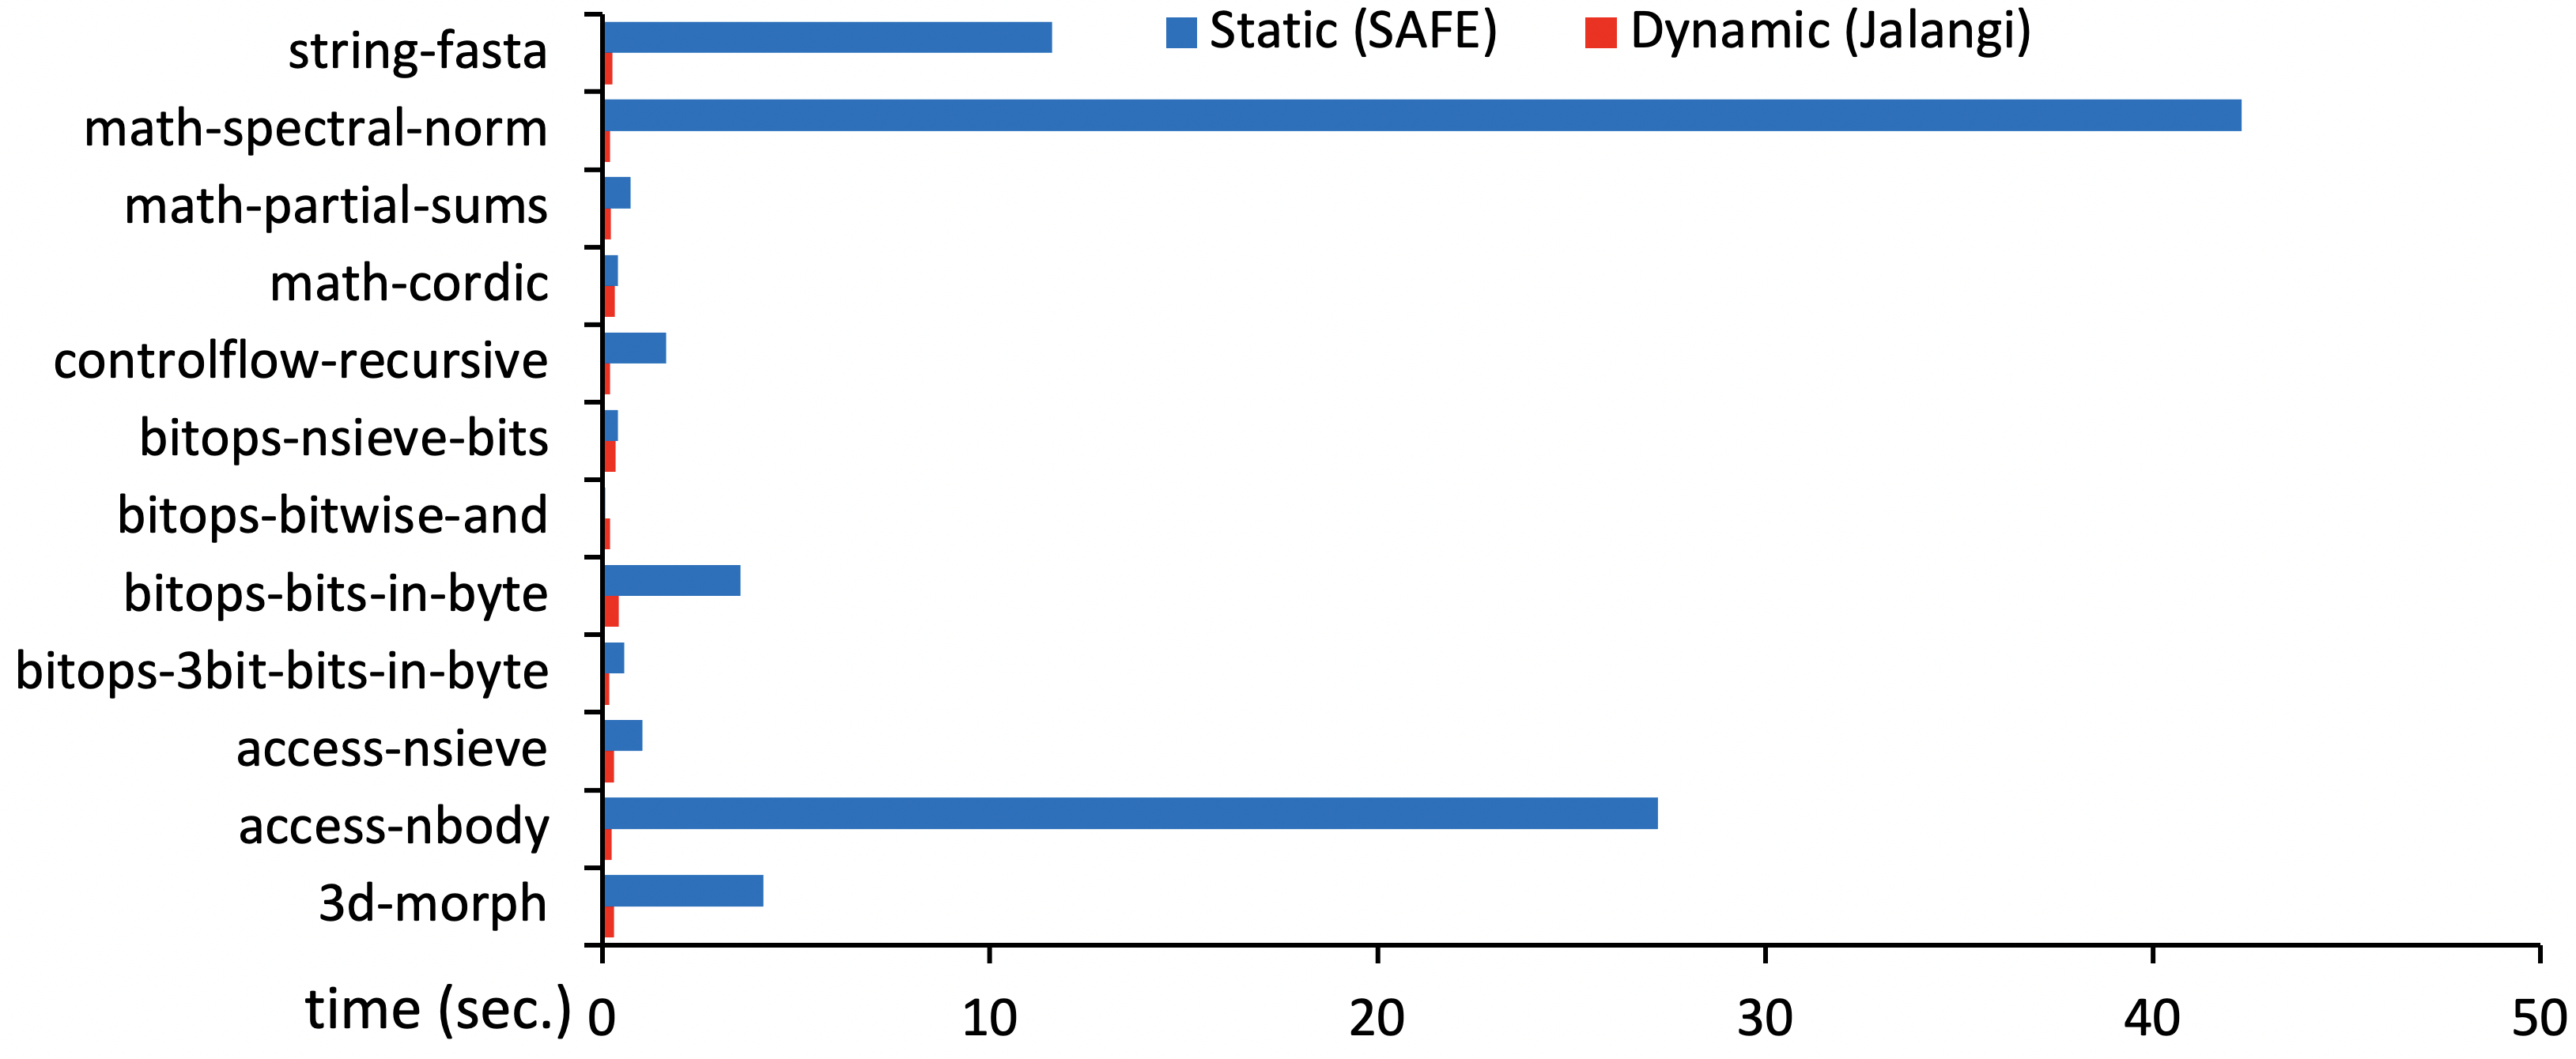 Static (SAFE) Dynamic (Jalangi)
string-fasta
math-spectral-norm
math-partial-sums
math-cordic
controlflow-recursive
bitops-nsieve-bits
bitops-bitwise-and
bitops-bits-in-byte
bitops-3bit-bits-in-byte
access-nsieve
access-nbody
3d-morph
time (sec.) 0 10 20 30 40 50